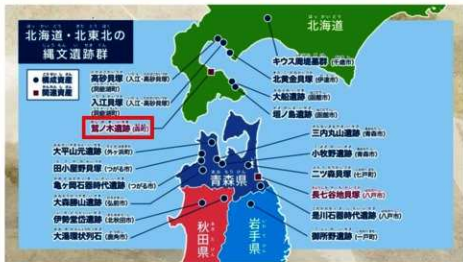 北海道・北東北の
縄文遺跡群
構成資産
関連資産
高砂貝塚(入江・高砂貝塚)
(洞爺湖町)
入江貝塚(入江・高砂貝塚)
(洞爺湖町)
鷲ノ木遺跡(森町)
キウス周堤墓群(千歳市)
北黄金貝塚(伊達市)
大船遺跡(函館市)
垣ノ島遺跡(函館市)
大平山元遺跡(外ヶ浜町)
田小屋野貝塚(つがる市)
亀ヶ岡石器時代遺跡(つがる市)
大森勝山遺跡(弘前市)
伊勢堂岱遺跡(北秋田市)
大湯環状列石(鹿角市)
三内丸山遺跡(青森市)
小牧野遺跡(青森市)
二ツ森貝塚(七戸町)
長七谷地貝塚(八戸市)
是川石器時代遺跡(八戸市)
御所野遺跡(一戸町)
北海道
青森県
秋田県
岩手県